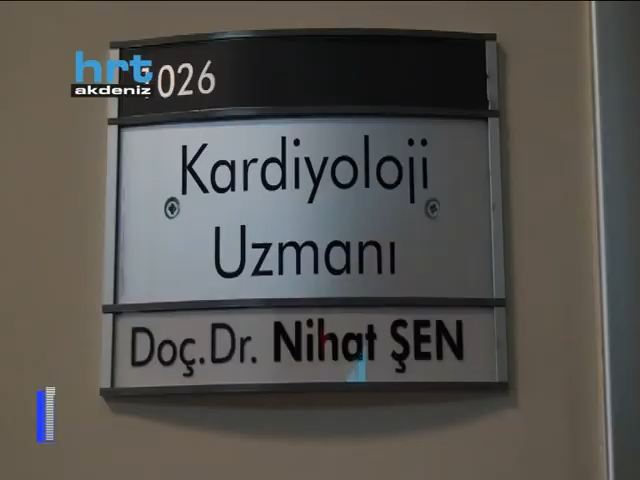 hrt
akdeniz
026
Kardiyoloji
Uzmanı
Doç.Dr. Nihat ŞEN